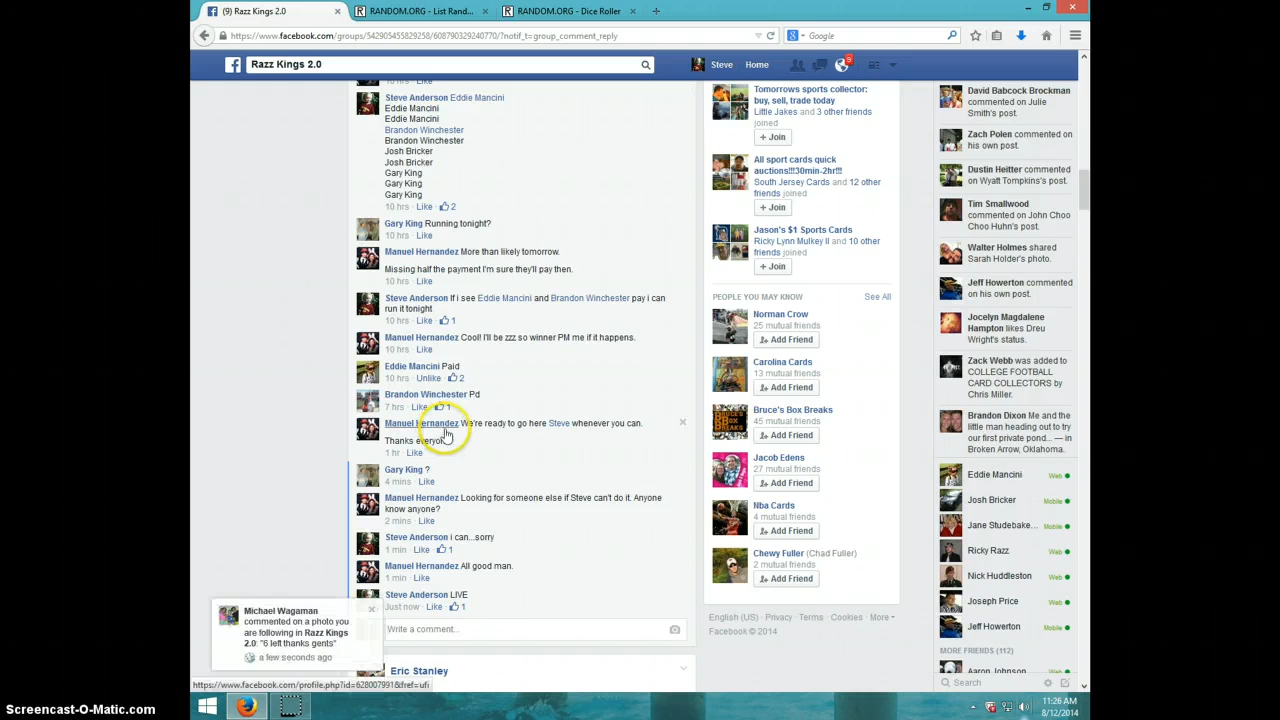 (9) Razz Kings 2.0
RANDOM.ORG - List Rand...
RANDOM.ORG - Dice Roller
https://www.facebook.com/groups/542905455829258/608790329240770/?notif_t=group_comment_reply
Google
Razz Kings 2.0
Steve
Home
9
10 hrs · Like
Steve Anderson Eddie Mancini
Eddie Mancini
Eddie Mancini
Brandon Winchester
Brandon Winchester
Josh Bricker
Josh Bricker
Gary King
Gary King
Gary King
10 hrs · Like · 2
Gary King Running tonight?
10 hrs · Like
Manuel Hernandez More than likely tomorrow.
Missing half the payment I'm sure they'll pay then.
10 hrs · Like
Steve Anderson If i see Eddie Mancini and Brandon Winchester pay i can
run it tonight
10 hrs · Like · 1
Manuel Hernandez Cool! I'll be zzz so winner PM me if it happens.
10 hrs · Like
Eddie Mancini Paid
10 hrs · Unlike · 2
Brandon Winchester Pd
7 hrs · Like · 1
Manuel Hernandez We're ready to go here Steve whenever you can.
Thanks everyone
1 hr · Like
Gary King ?
4 mins · Like
Manuel Hernandez Looking for someone else if Steve can't do it. Anyone
know anyone?
2 mins · Like
Steve Anderson i can...sorry
1 min · Like · 1
Manuel Hernandez All good man.
1 min · Like
Steve Anderson LIVE
Just now · Like · 1
Write a comment...
Eric Stanley
Michael Wagaman
commented on a photo you
are following in Razz Kings
2.0: "6 left thanks gents"
a few seconds ago
https://www.facebook.com/profile.php?id=628007991&fref=ufi
Tomorrows sports collector:
buy, sell, trade today
Little Jakes and 3 other friends
joined
+ Join
All sport cards quick
auctions!!!30min-2hr!!!
South Jersey Cards and 12 other
friends joined
+ Join
Jason's $1 Sports Cards
Ricky Lynn Mulkey II and 10 other
friends joined
+ Join
PEOPLE YOU MAY KNOW
See All
Norman Crow
25 mutual friends
Add Friend
Carolina Cards
13 mutual friends
Add Friend
Bruce's Box Breaks
42 mutual friends
Add Friend
Jacob Edens
27 mutual friends
Add Friend
Nba Cards
4 mutual friends
Add Friend
Chewy Fuller (Chad Fuller)
2 mutual friends
Add Friend
English (US) · Privacy · Terms · Cookies · More
Facebook © 2014
David Babcock Brockman
commented on Julie
Smith's post.
Zach Polen commented on
his own post.
Dustin Heitter commented
on Wyatt Tompkins's post.
Tim Smallwood
commented on John Choo
Choo Huhn's post.
Walter Holmes shared
Sarah Holder's photo.
Jeff Howerton commented
on his own post.
Jocelyn Magdalene
Hampton likes Dreu
Wright's status.
Zack Webb was added to
COLLEGE FOOTBALL
CARD COLLECTORS by
Chris Miller.
Brandon Dixon Me and the
little man heading to our
first private pond... — in
Broken Arrow, Oklahoma.
Eddie Mancini Web
Josh Bricker Mobile
Jane Studebake... Mobile
Ricky Razz Web
Nick Huddleston Web
Joseph Price Web
Jeff Howerton Mobile
MORE FRIENDS (112)
Aaron Johnson
Search
11:26 AM
8/12/2014
Screencast-O-Matic.com